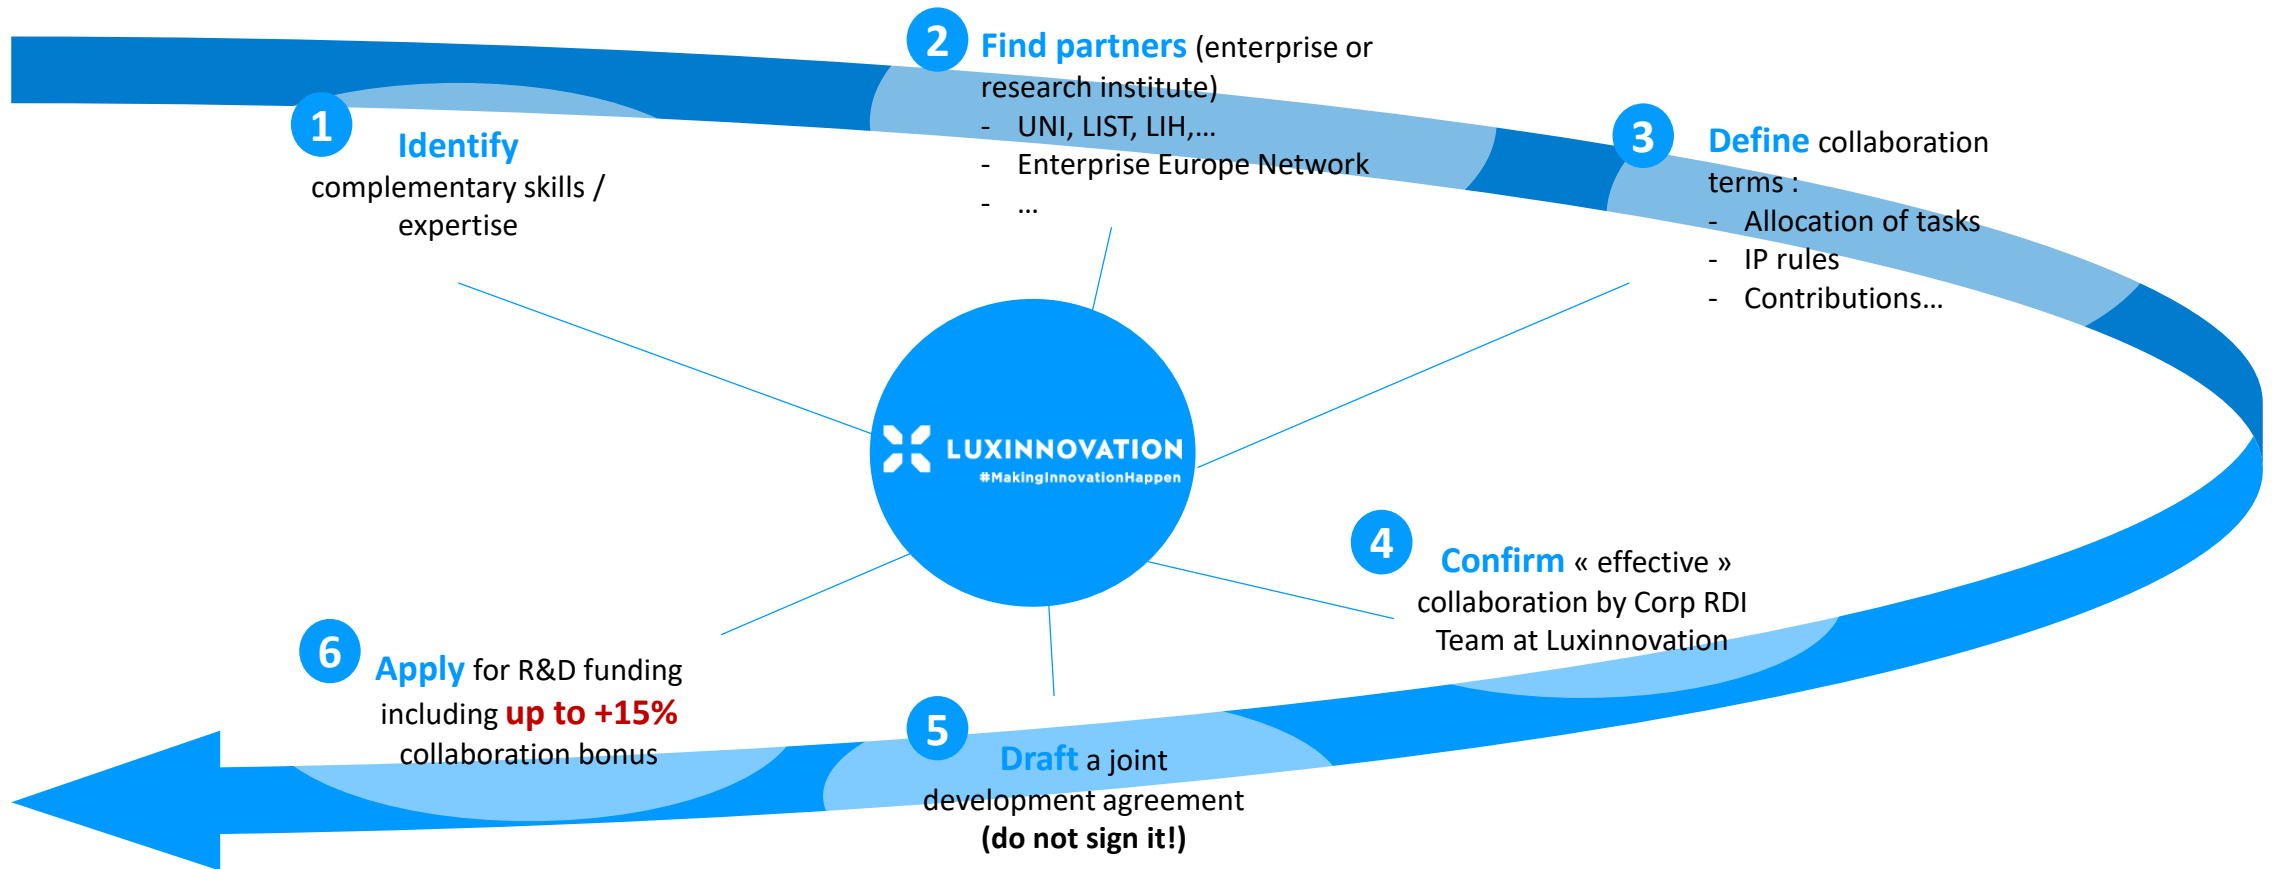 1
Identify
complementary skills /
expertise
2
Find partners (enterprise or
research institute)
- UNI, LIST, LIH,...
- Enterprise Europe Network
- ...
3
Define collaboration
terms :
- Allocation of tasks
- IP rules
- Contributions...
LUXINNOVATION
#MakingInnovationHappen
4
Confirm « effective »
collaboration by Corp RDI
Team at Luxinnovation
5
Draft a joint
development agreement
(do not sign it!)
6
Apply for R&D funding
including up to +15%
collaboration bonus